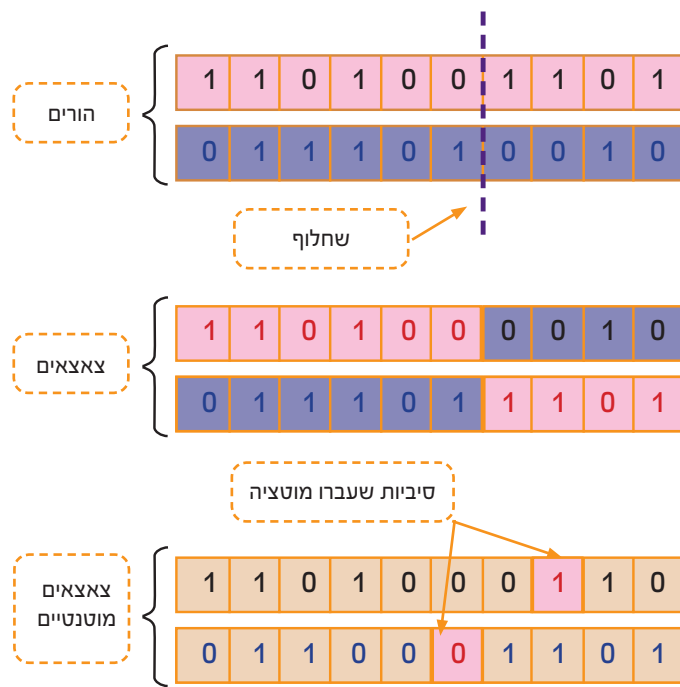 הורים
1 1 0 1 0 0 1 1 0 1
0 1 1 1 0 1 0 0 1 0
שחלוף
צאצאים
1 1 0 1 0 0 0 0 1 0
0 1 1 1 0 1 1 1 0 1
סיביות שעברו מוטציה
צאצאים
מוטנטיים
1 1 0 1 0 0 0 1 1 0
0 1 1 0 0 0 1 1 0 1